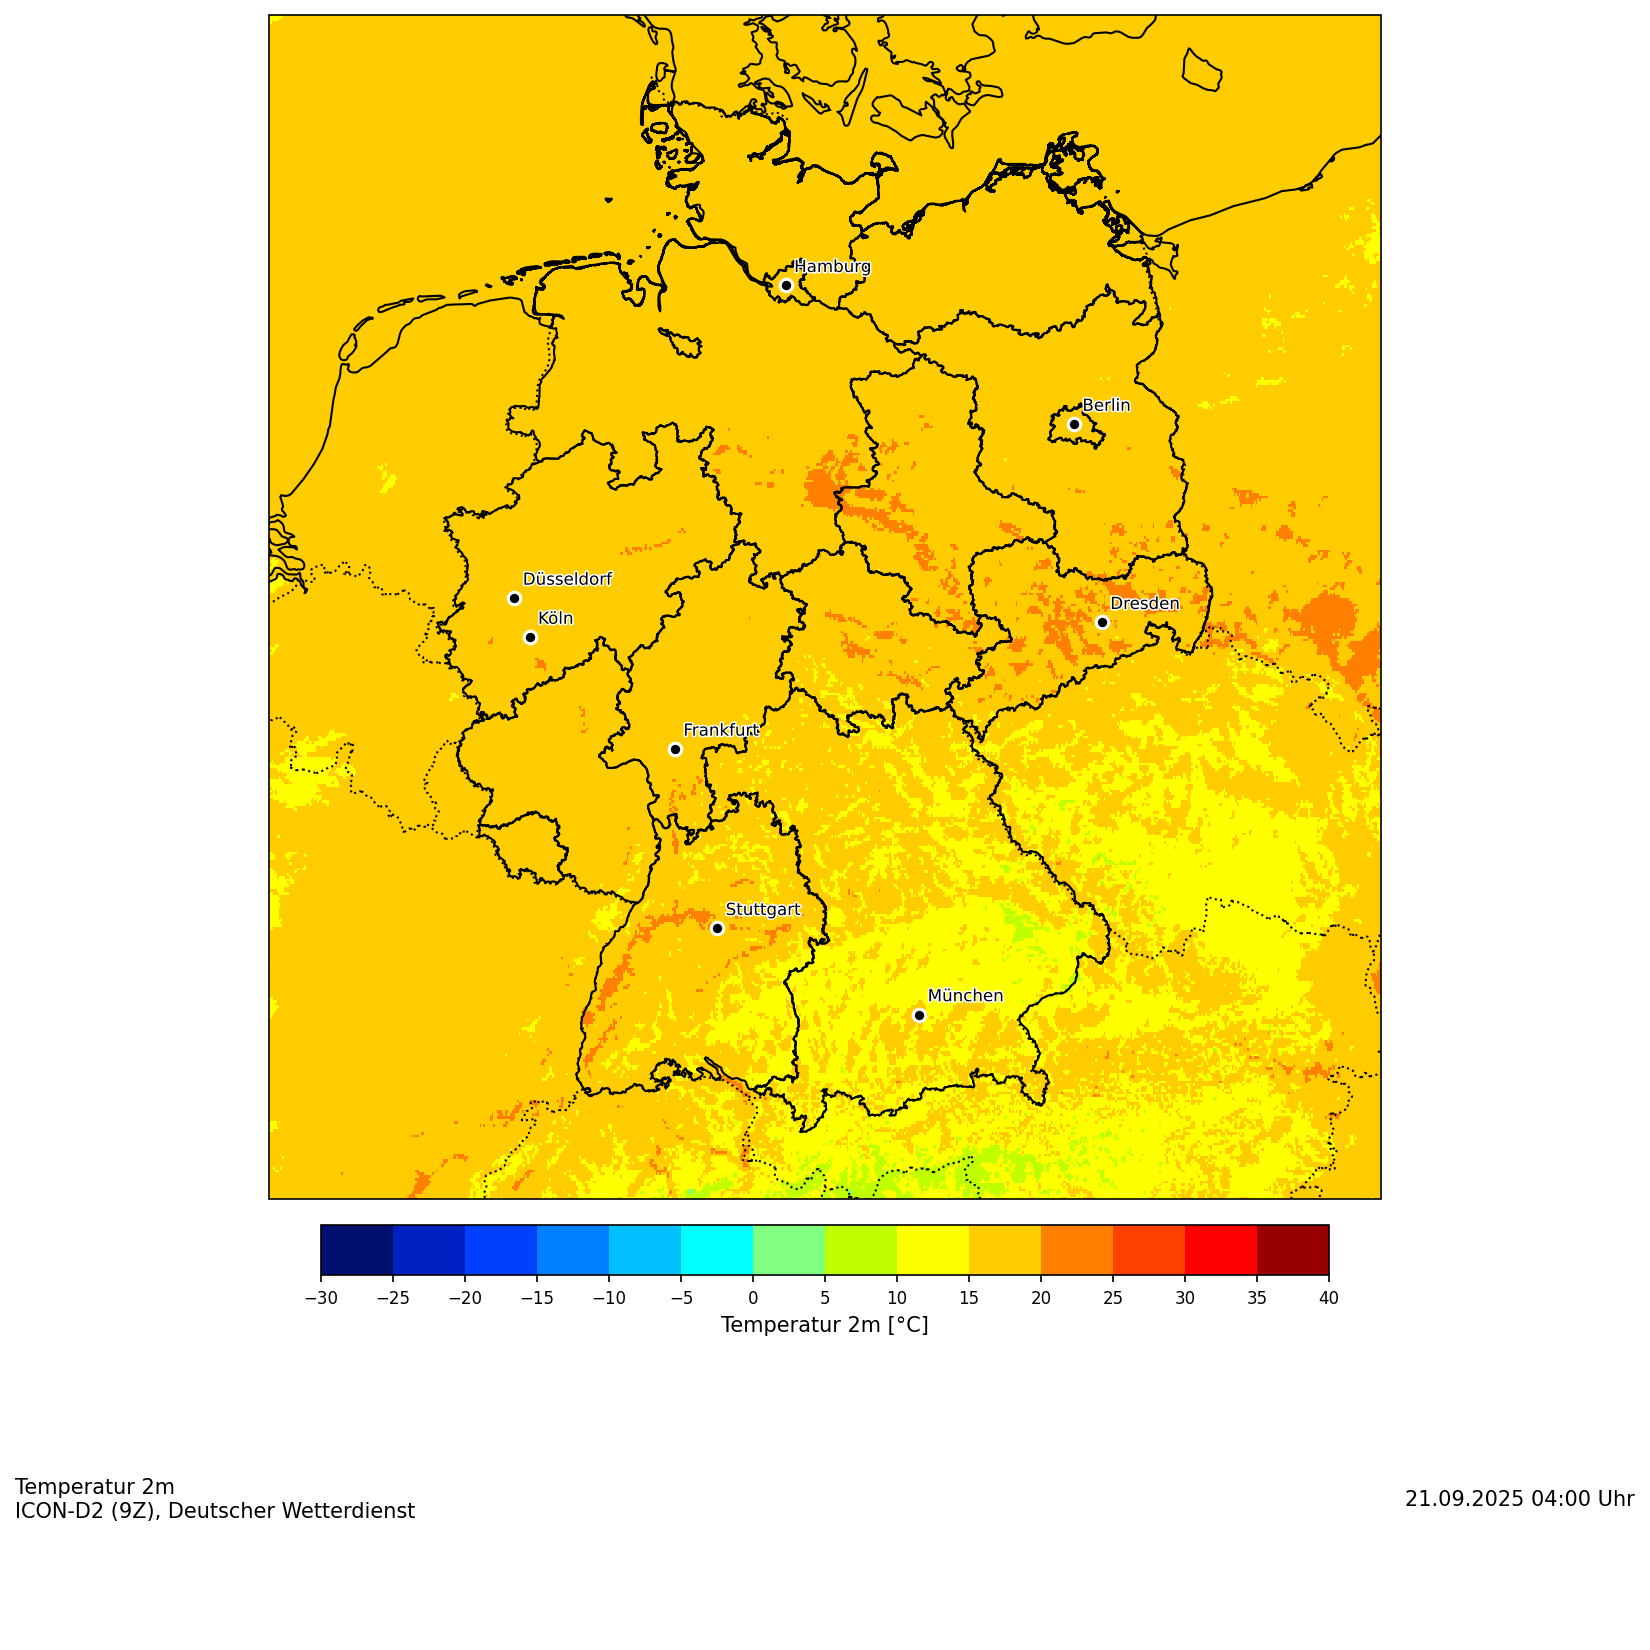 Hamburg
Berlin
Düsseldorf
Köln
Dresden
Frankfurt
Stuttgart
München
−30 −25 −20 −15 −10 −5 0 5 10 15 20 25 30 35 40
Temperatur 2m [°C]
Temperatur 2m
ICON-D2 (9Z), Deutscher Wetterdienst
21.09.2025 04:00 Uhr